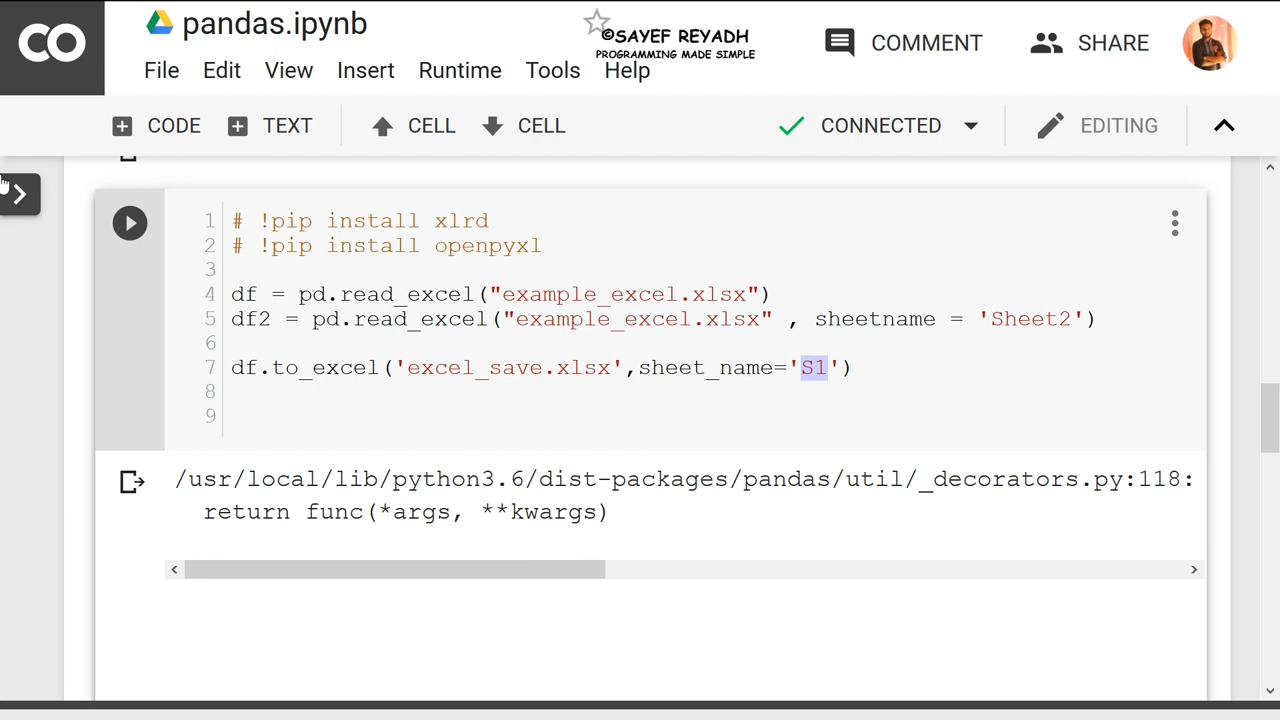 CO
pandas.ipynb
©SAYEF REYADH
PROGRAMMING MADE SIMPLE
COMMENT
SHARE
File Edit View Insert Runtime Tools Help
CODE TEXT CELL CELL CONNECTED EDITING
1 # !pip install xlrd
2 # !pip install openpyxl
3
4 df = pd.read_excel("example_excel.xlsx")
5 df2 = pd.read_excel("example_excel.xlsx" , sheetname = 'Sheet2')
6
7 df.to_excel('excel_save.xlsx',sheet_name='S1')
8
9
/usr/local/lib/python3.6/dist-packages/pandas/util/_decorators.py:118:
return func(*args, **kwargs)